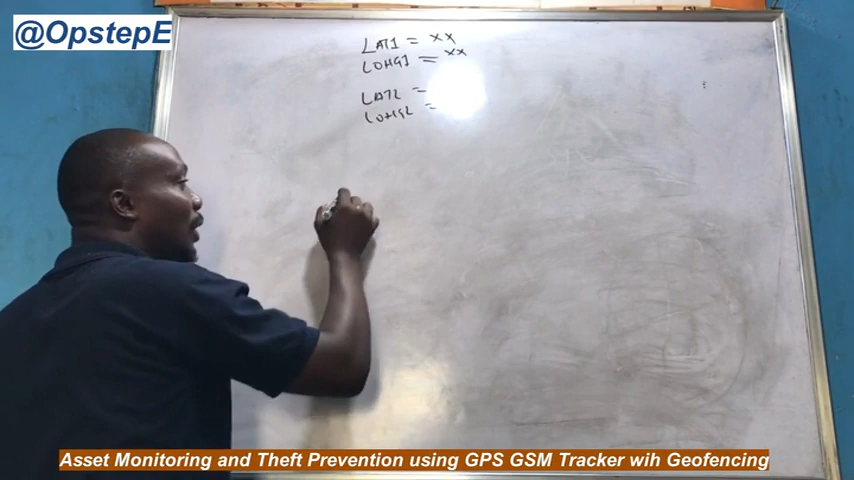 @OpstepE
LAT1 = xx
LONG1 = xx
LAT2 =
LONG2 =
Asset Monitoring and Theft Prevention using GPS GSM Tracker wih Geofencing